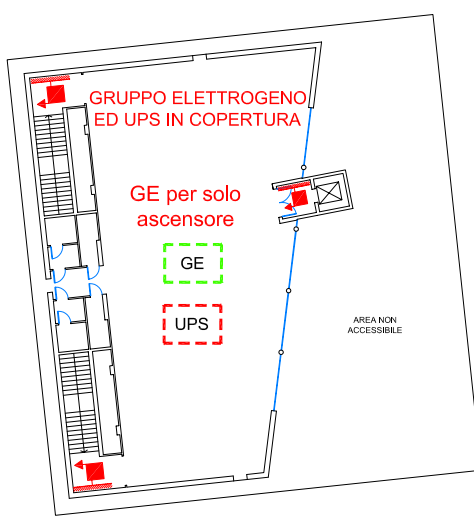 GRUPPO ELETTROGENO
ED UPS IN COPERTURA
GE per solo
ascensore
GE
UPS
AREA NON
ACCESSIBILE